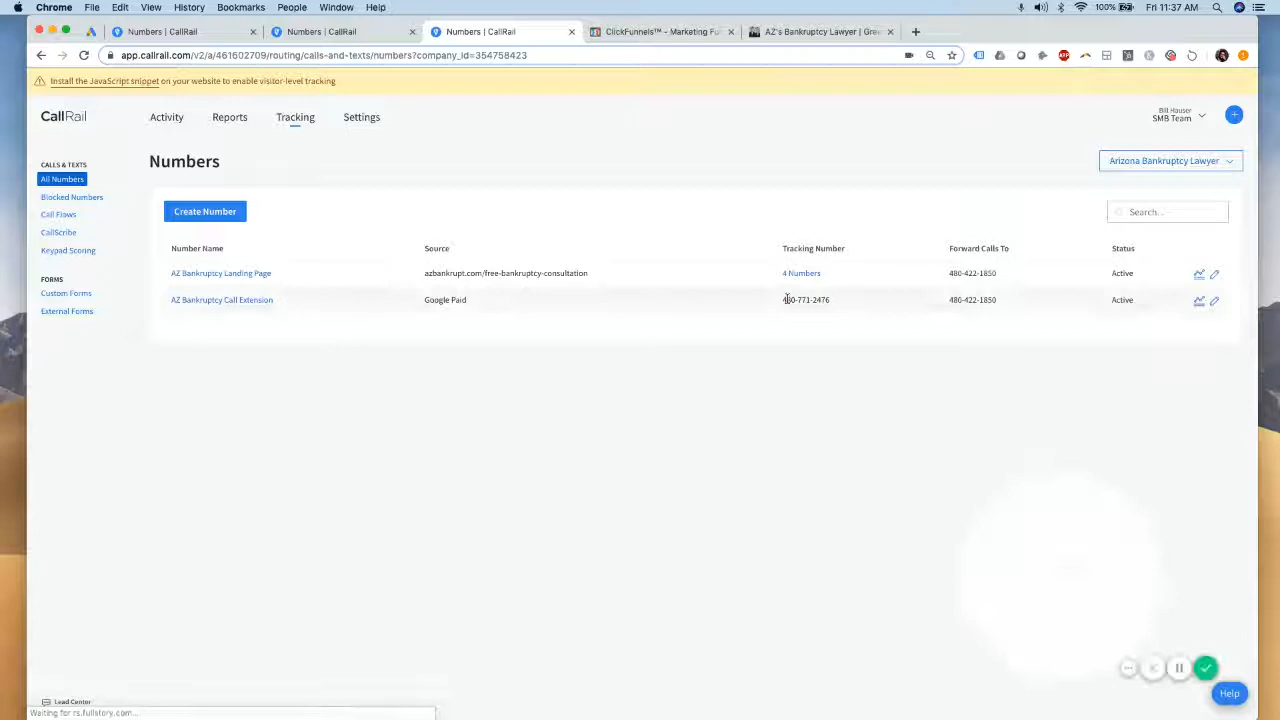 Chrome File Edit View History Bookmarks People Window Help
100% Fri 11:37 AM
Numbers | CallRail
Numbers | CallRail
Numbers | CallRail
ClickFunnels™ - Marketing Fu
AZ's Bankruptcy Lawyer | Gre
app.callrail.com/v2/a/461602709/routing/calls-and-texts/numbers?company_id=354758423
Install the JavaScript snippet on your website to enable visitor-level tracking
CallRail
Activity Reports Tracking Settings
Bill Hauser
SMB Team
CALLS & TEXTS
All Numbers
Blocked Numbers
Call Flows
CallScribe
Keypad Scoring
FORMS
Custom Forms
External Forms
Numbers
Arizona Bankruptcy Lawyer
Create Number
Search...
Number Name Source Tracking Number Forward Calls To Status
AZ Bankruptcy Landing Page azbankrupt.com/free-bankruptcy-consultation 4 Numbers 480-422-1850 Active
AZ Bankruptcy Call Extension Google Paid 480-771-2476 480-422-1850 Active
Lead Center
Waiting for rs.fullstory.com...
Help